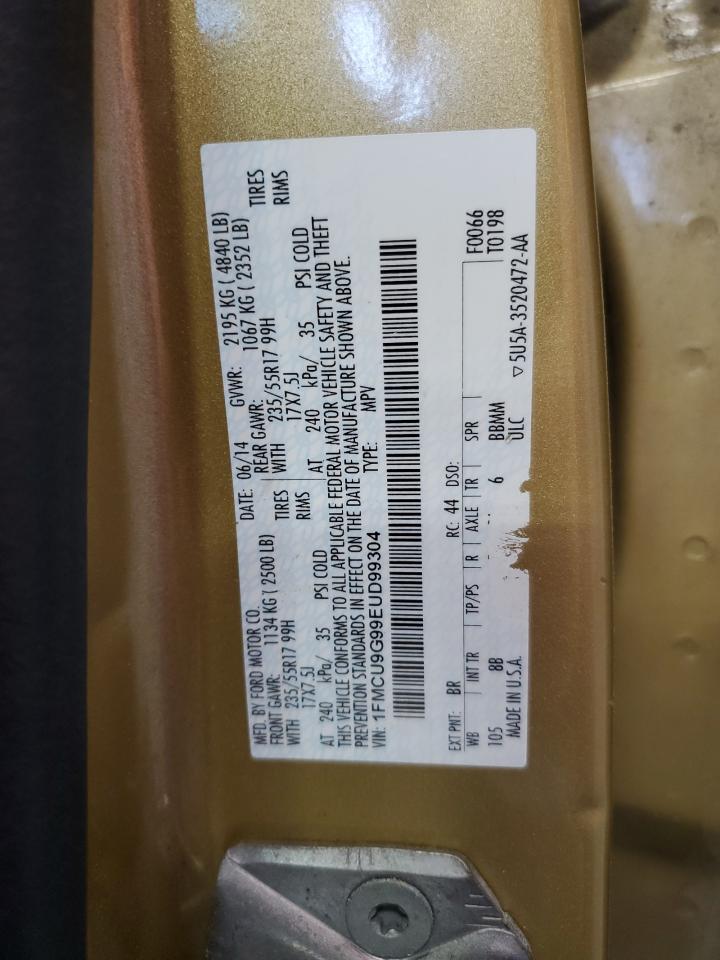 MFD. BY FORD MOTOR CO. DATE: 06/14 GVWR: 2195 KG ( 4840 LB)
FRONT GAWR: 1134 KG ( 2500 LB) REAR GAWR: 1067 KG ( 2352 LB)
WITH 235/55R17 99H TIRES WITH 235/55R17 99H TIRES
17X7.5J RIMS 17X7.5J RIMS
AT 240 kPa/ 35 PSI COLD AT 240 kPa/ 35 PSI COLD
THIS VEHICLE CONFORMS TO ALL APPLICABLE FEDERAL MOTOR VEHICLE SAFETY AND THEFT
PREVENTION STANDARDS IN EFFECT ON THE DATE OF MANUFACTURE SHOWN ABOVE.
VIN: 1FMCU9G99EUD99304 TYPE: MPV
EXT PNT: BR RC: 44 DSO:
WB INT TR TP/PS R AXLE TR SPR F0066
105 8B 6 BBMM T0198
MADE IN U.S.A. ULC ▽5U5A-3520472-AA